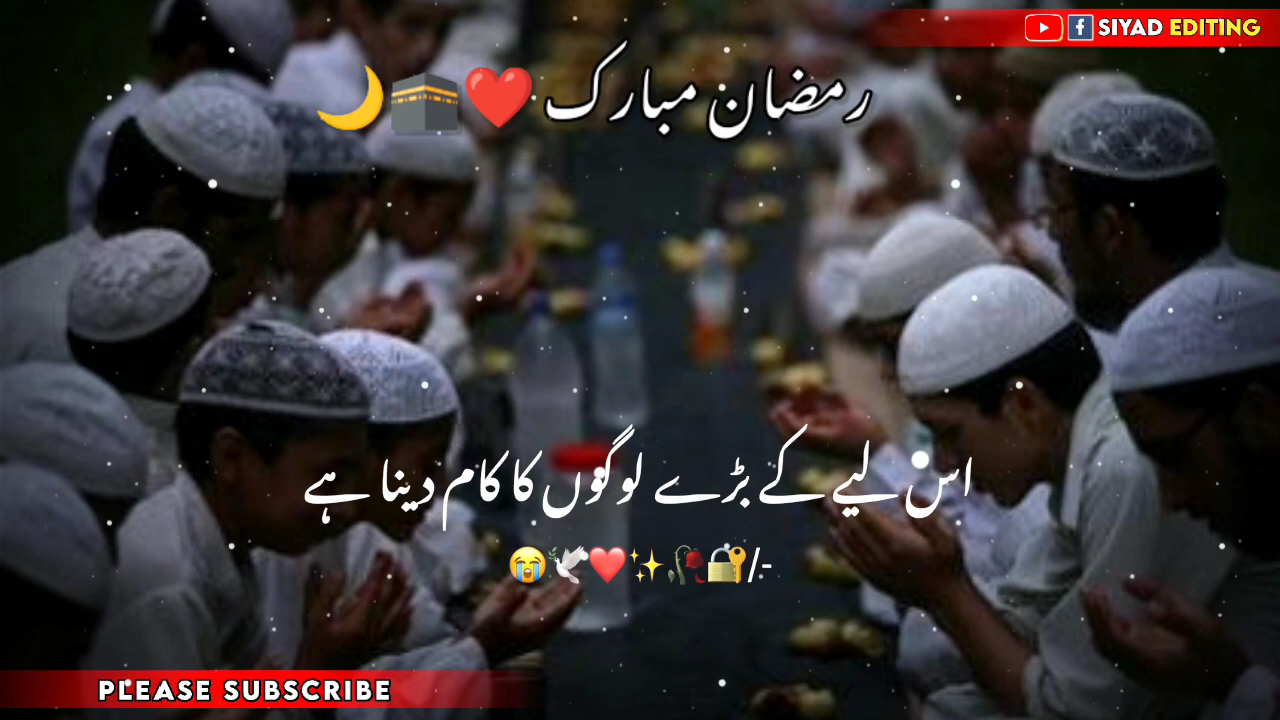 SIYAD EDITING
رمضان مبارک ❤️🕋🌙
اس لیے کے بڑے لوگوں کا کام دینا ہے
😭🕊️❤️✨🥀🔐/-
PLEASE SUBSCRIBE